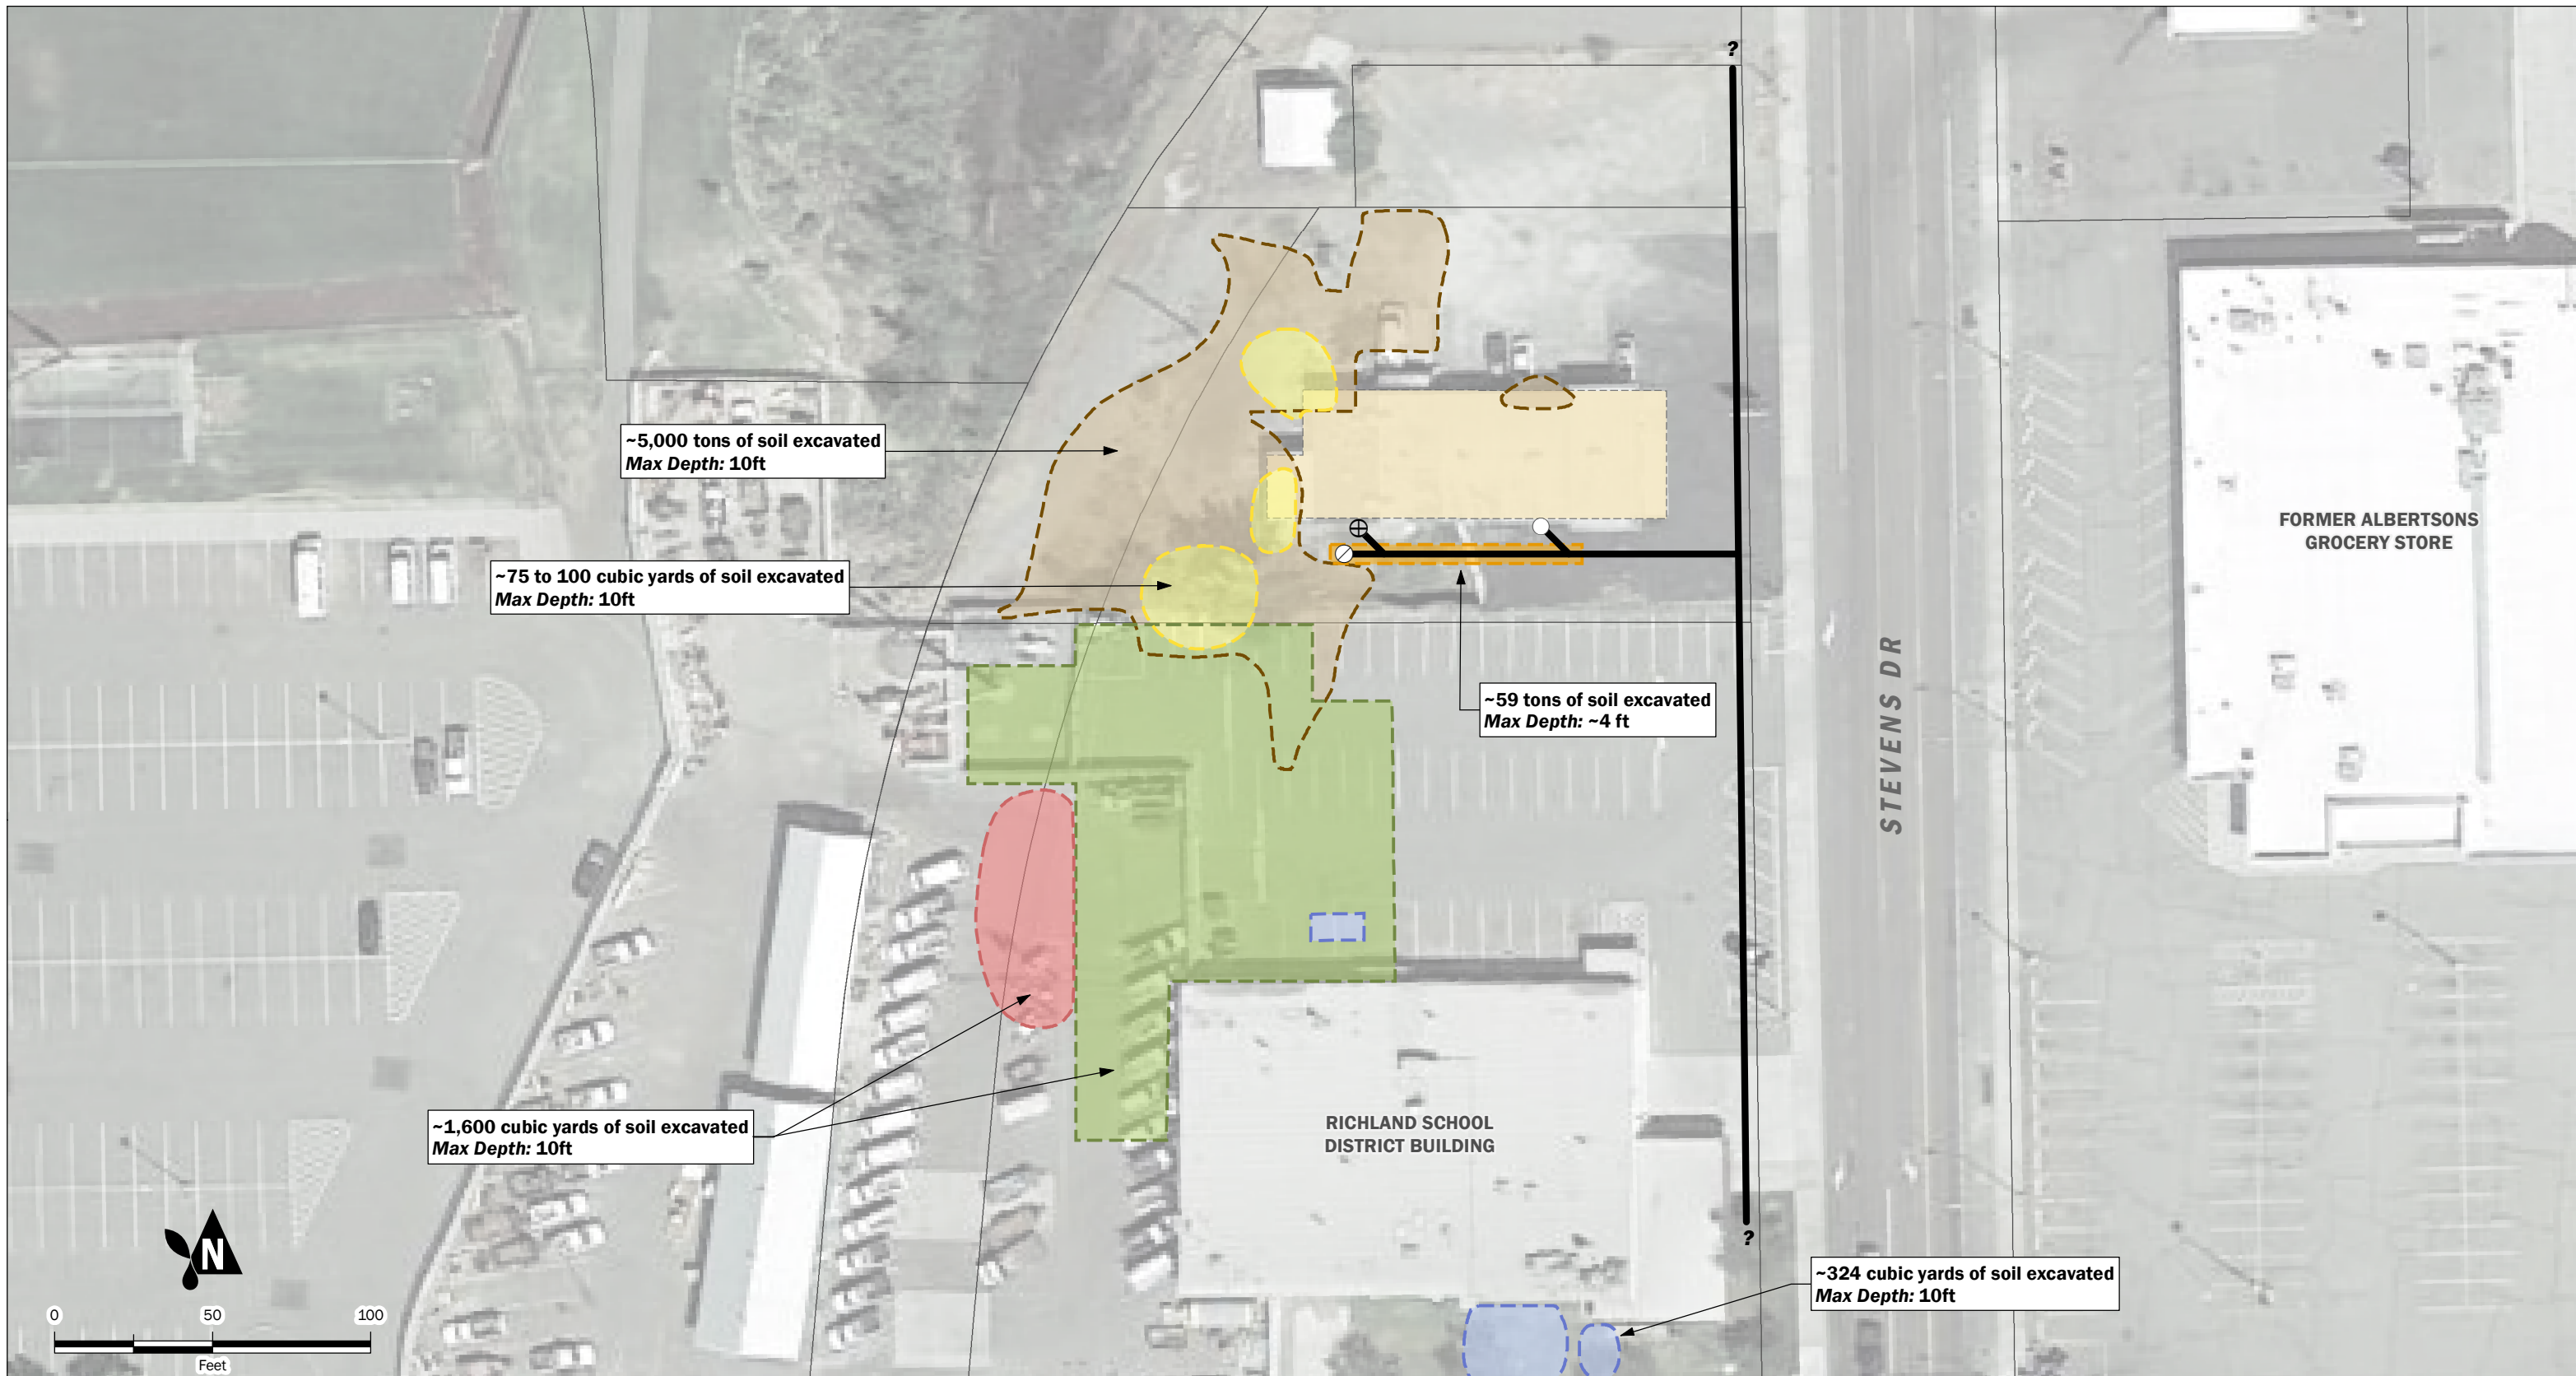 ?
~5,000 tons of soil excavated
Max Depth: 10ft
FORMER ALBERTSONS
GROCERY STORE
~75 to 100 cubic yards of soil excavated
Max Depth: 10ft
~59 tons of soil excavated
Max Depth: ~4 ft
STEVENS DR
~1,600 cubic yards of soil excavated
Max Depth: 10ft
RICHLAND SCHOOL
DISTRICT BUILDING
?
N
~324 cubic yards of soil excavated
Max Depth: 10ft
0 50 100
Feet